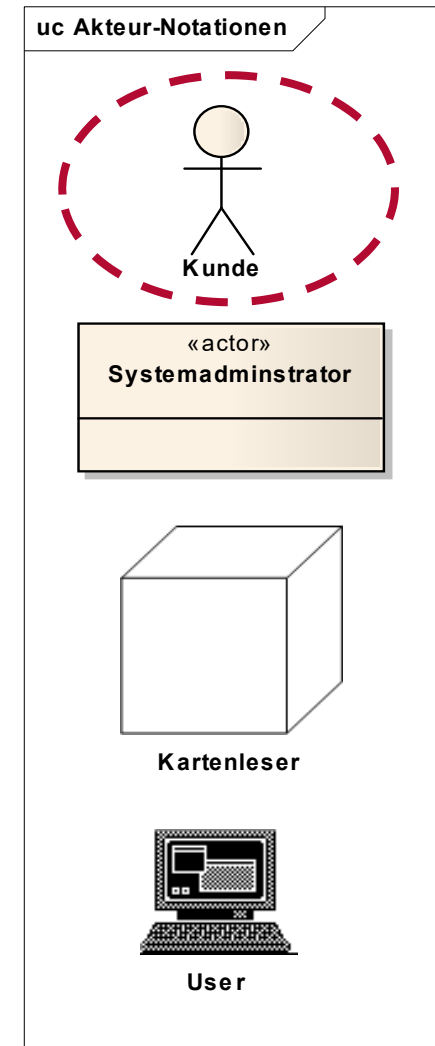 uc Akteur-Notationen
Kunde
«actor»
Systemadminstrator
Kartenleser
User